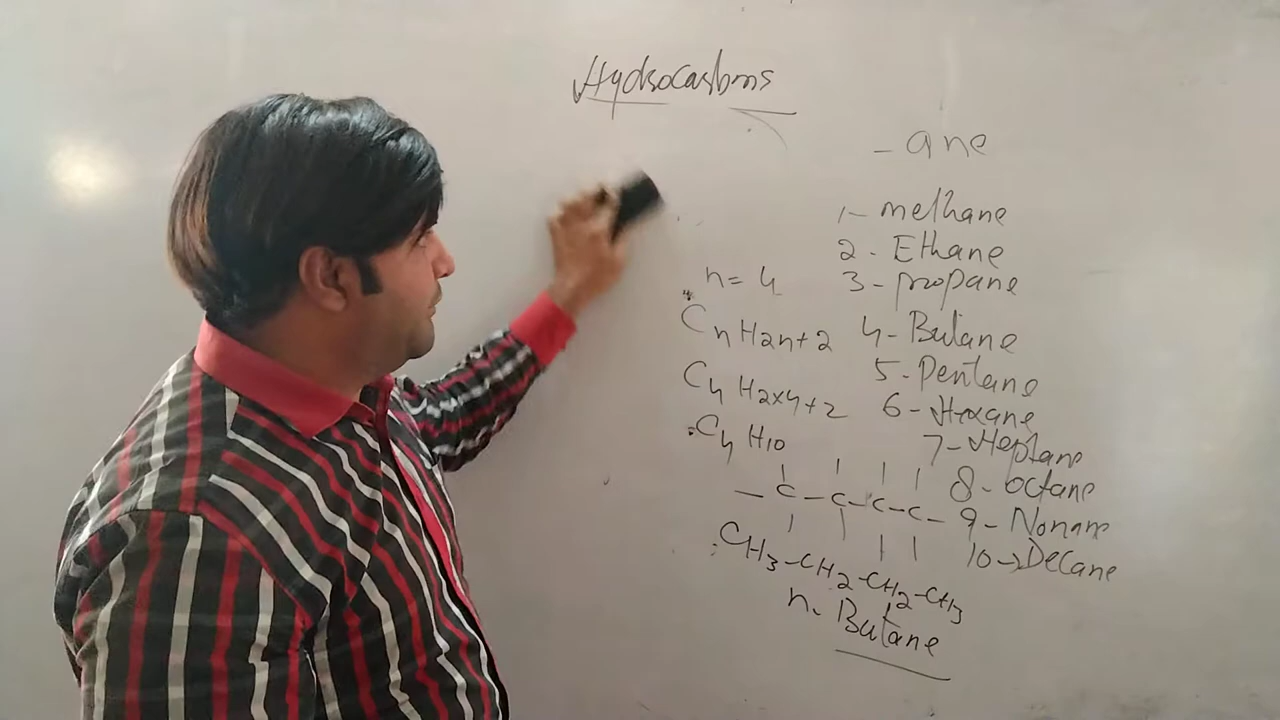 Hydrocarbons
- ane
1- methane
2- Ethane
3- propane
4- Butane
5- Pentane
6- Hexane
7- Heptane
8- octane
9- Nonane
10→ Decane
n=4
CnH2n+2
C4H2x4+2
C4H10
- C - C - C - C -
CH3-CH2-CH2-CH3
n. Butane